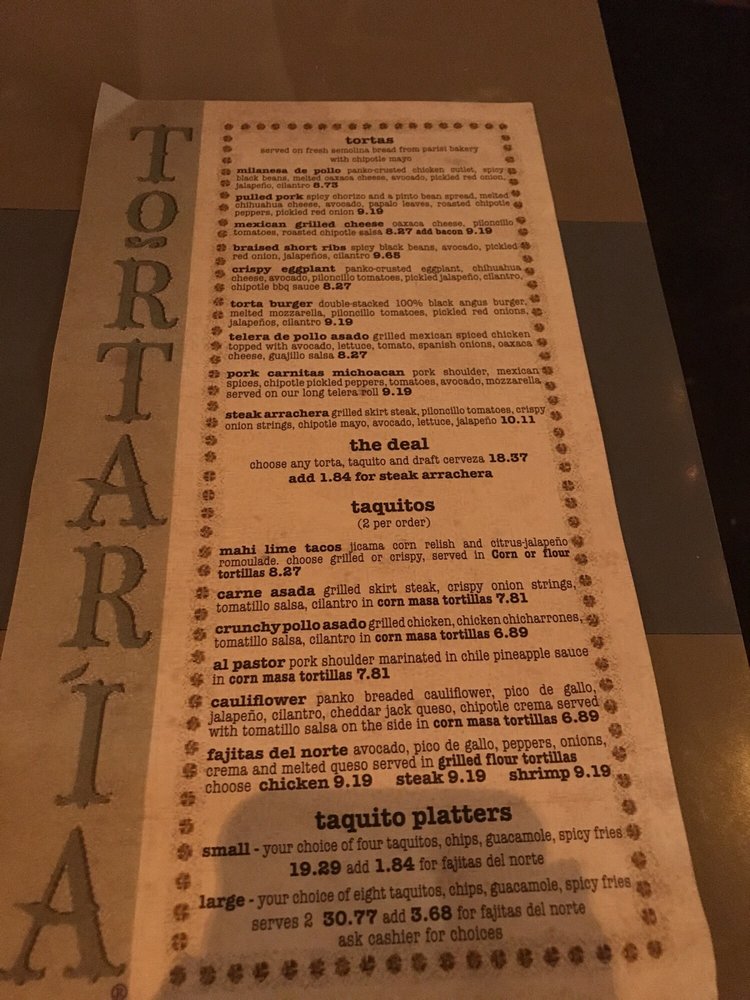 TORTARÍA®
tortas
served on fresh semolina bread from parisi bakery
with chipotle mayo
milanesa de pollo panko-crusted chicken cutlet, spicy
black beans, melted oaxaca cheese, avocado, pickled red onion,
jalapeño, cilantro 8.73
pulled pork spicy chorizo and a pinto bean spread, melted
chihuahua cheese, avocado, papalo leaves, roasted chipotle
peppers, pickled red onion 9.19
mexican grilled cheese oaxaca cheese, piloncillo
tomatoes, roasted chipotle salsa 8.27 add bacon 9.19
braised short ribs spicy black beans, avocado, pickled
red onion, jalapeños, cilantro 9.65
crispy eggplant panko-crusted eggplant, chihuahua
cheese, avocado, piloncillo tomatoes, pickled jalapeño, cilantro,
chipotle bbq sauce 8.27
torta burger double-stacked 100% black angus burger,
melted mozzarella, piloncillo tomatoes, pickled red onions,
jalapeños, cilantro 9.19
telera de pollo asado grilled mexican spiced chicken
topped with avocado, lettuce, tomato, spanish onions, oaxaca
cheese, guajillo salsa 8.27
pork carnitas michoacan pork shoulder, mexican
spices, chipotle pickled peppers, tomatoes, avocado, mozzarella
served on our long telera roll 9.19
steak arrachera grilled skirt steak, piloncillo tomatoes, crispy
onion strings, chipotle mayo, avocado, lettuce, jalapeño 10.11
the deal
choose any torta, taquito and draft cerveza 18.37
add 1.84 for steak arrachera
taquitos
(2 per order)
mahi lime tacos jicama corn relish and citrus-jalapeño
romoulade. choose grilled or crispy, served in Corn or flour
tortillas 8.27
carne asada grilled skirt steak, crispy onion strings,
tomatillo salsa, cilantro in corn masa tortillas 7.81
crunchy pollo asado grilled chicken, chicken chicharrones,
tomatillo salsa, cilantro in corn masa tortillas 6.89
al pastor pork shoulder marinated in chile pineapple sauce
in corn masa tortillas 7.81
cauliflower panko breaded cauliflower, pico de gallo,
jalapeño, cilantro, cheddar jack queso, chipotle crema served
with tomatillo salsa on the side in corn masa tortillas 6.89
fajitas del norte avocado, pico de gallo, peppers, onions,
crema and melted queso served in grilled flour tortillas
choose chicken 9.19 steak 9.19 shrimp 9.19
taquito platters
small - your choice of four taquitos, chips, guacamole, spicy fries
19.29 add 1.84 for fajitas del norte
large - your choice of eight taquitos, chips, guacamole, spicy fries
serves 2 30.77 add 3.68 for fajitas del norte
ask cashier for choices